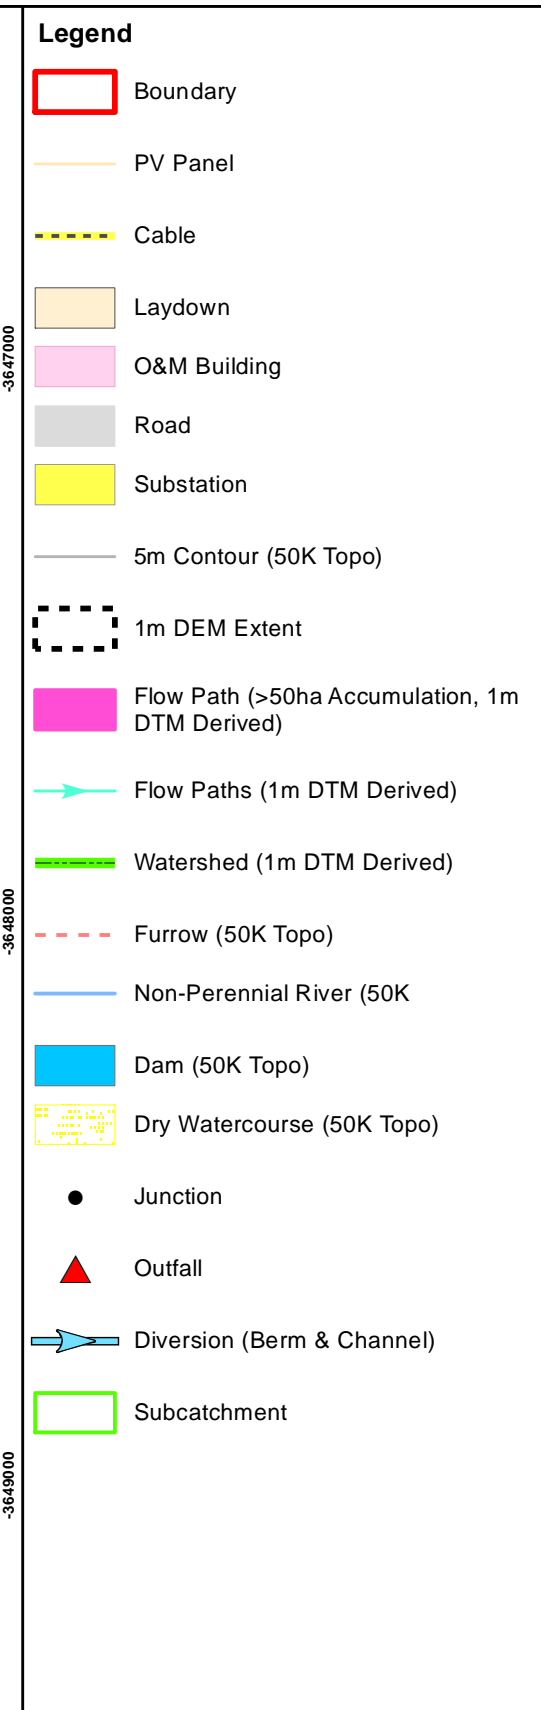 Legend
Boundary
PV Panel
Cable
Laydown
-3647000
O&M Building
Road
Substation
5m Contour (50K Topo)
1m DEM Extent
Flow Path (>50ha Accumulation, 1m
DTM Derived)
Flow Paths (1m DTM Derived)
Watershed (1m DTM Derived)
-3648000
Furrow (50K Topo)
Non-Perennial River (50K
Dam (50K Topo)
Dry Watercourse (50K Topo)
Junction
Outfall
Diversion (Berm & Channel)
Subcatchment
-3649000